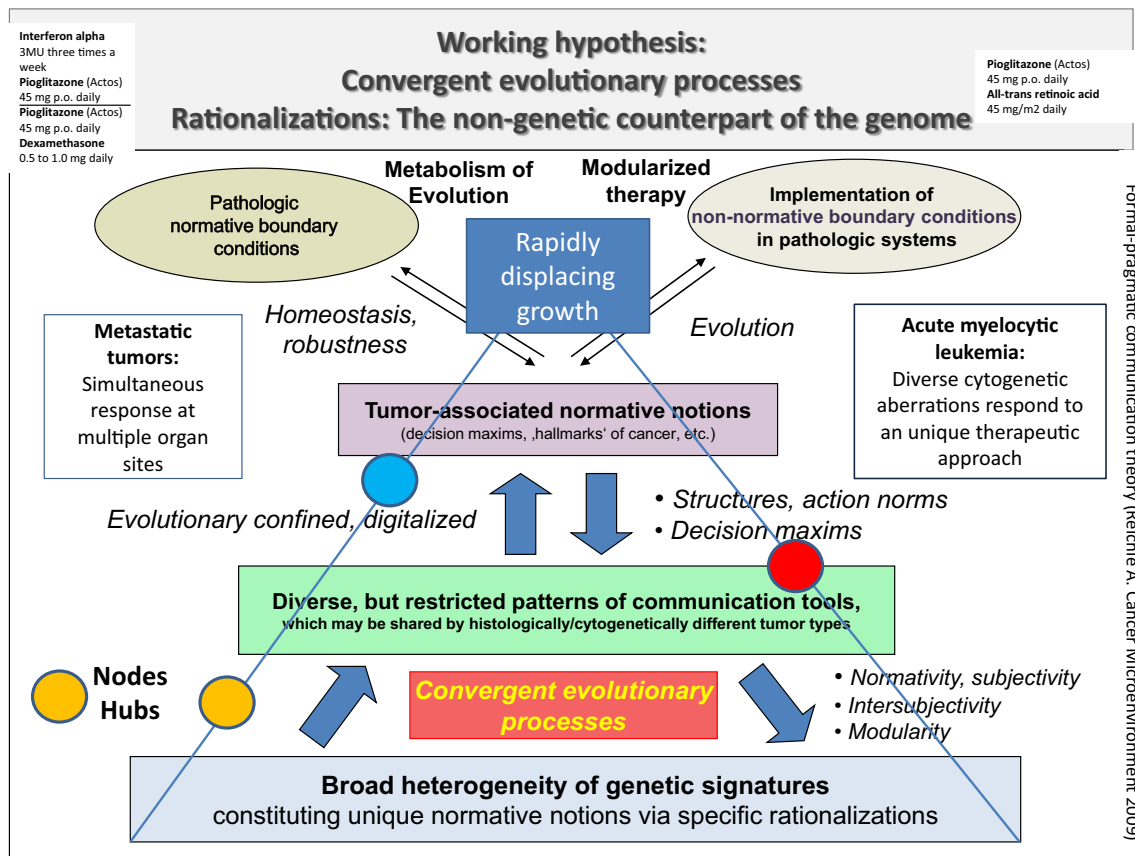 Interferon alpha
3MU three times a
week
Pioglitazone (Actos)
45 mg p.o. daily
Pioglitazone (Actos)
45 mg p.o. daily
Dexamethasone
0.5 to 1.0 mg daily
Working hypothesis:
Convergent evolutionary processes
Rationalizations: The non-genetic counterpart of the genome
Pioglitazone (Actos)
45 mg p.o. daily
All-trans retinoic acid
45 mg/m2 daily
Pathologic
normative boundary
conditions
Metabolism of
Evolution
Modularized
therapy
Implementation of
non-normative boundary conditions
in pathologic systems
Rapidly
displacing
growth
Homeostasis,
robustness
Evolution
Metastatic
tumors:
Simultaneous
response at
multiple organ
sites
Acute myelocytic
leukemia:
Diverse cytogenetic
aberrations respond to
an unique therapeutic
approach
Tumor-associated normative notions
(decision maxims, ‚hallmarks‘ of cancer, etc.)
Evolutionary confined, digitalized
• Structures, action norms
• Decision maxims
Diverse, but restricted patterns of communication tools,
which may be shared by histologically/cytogenetically different tumor types
Nodes
Hubs
Convergent evolutionary
processes
• Normativity, subjectivity
• Intersubjectivity
• Modularity
Broad heterogeneity of genetic signatures
constituting unique normative notions via specific rationalizations
Formal-pragmatic communication theory (Reichle A. Cancer Microenvironment 2009)